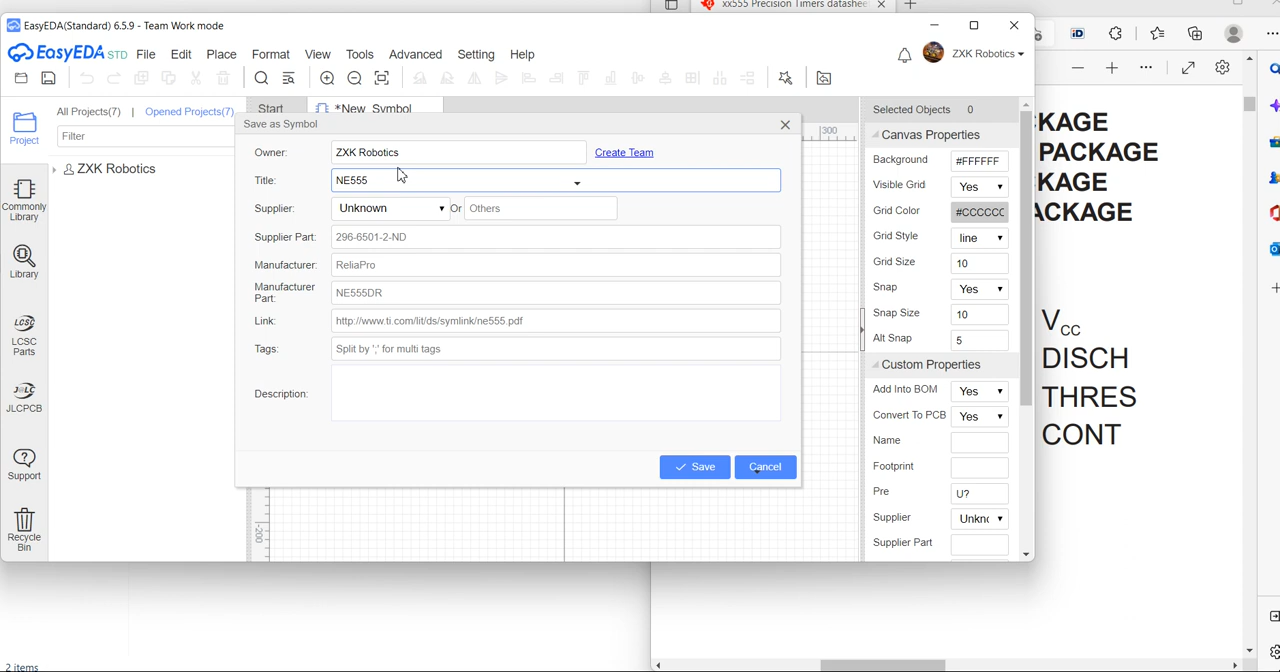 xx555 Precision Timers datashee
EasyEDA(Standard) 6.5.9 - Team Work mode
EasyEDA STD File Edit Place Format View Tools Advanced Setting Help
ZXK Robotics
iD
All Projects(7) | Opened Projects(7)
Start
*New_Symbol
Filter
ZXK Robotics
Project
Commonly Library
Library
LCSC
LCSC Parts
JLCPCB
Support
Recycle Bin
Save as Symbol
Owner: ZXK Robotics Create Team
Title: NE555
Supplier: Unknown Or Others
Supplier Part: 296-6501-2-ND
Manufacturer: ReliaPro
Manufacturer Part: NE555DR
Link: http://www.ti.com/lit/ds/symlink/ne555.pdf
Tags: Split by ';' for multi tags
Description:
Save Cancel
300
-200
Selected Objects 0
Canvas Properties
Background #FFFFFF
Visible Grid Yes
Grid Color #CCCCCC
Grid Style line
Grid Size 10
Snap Yes
Snap Size 10
Alt Snap 5
Custom Properties
Add Into BOM Yes
Convert To PCB Yes
Name
Footprint
Pre U?
Supplier Unkno
Supplier Part
KAGE
PACKAGE
KAGE
ACKAGE
VCC
DISCH
THRES
CONT
2 items